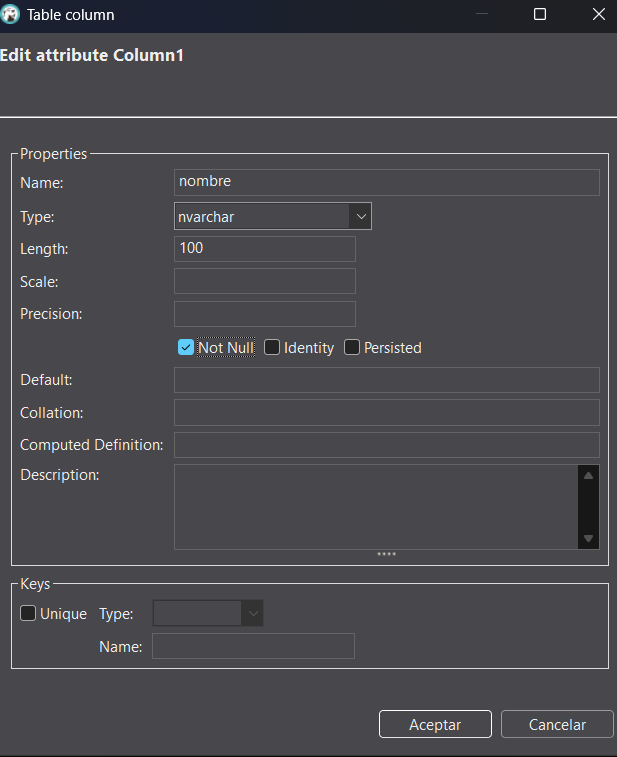 Table column
Edit attribute Column1
Properties
Name: nombre
Type: nvarchar
Length: 100
Scale:
Precision:
Not Null Identity Persisted
Default:
Collation:
Computed Definition:
Description:
Keys
Unique Type:
Name:
Aceptar Cancelar